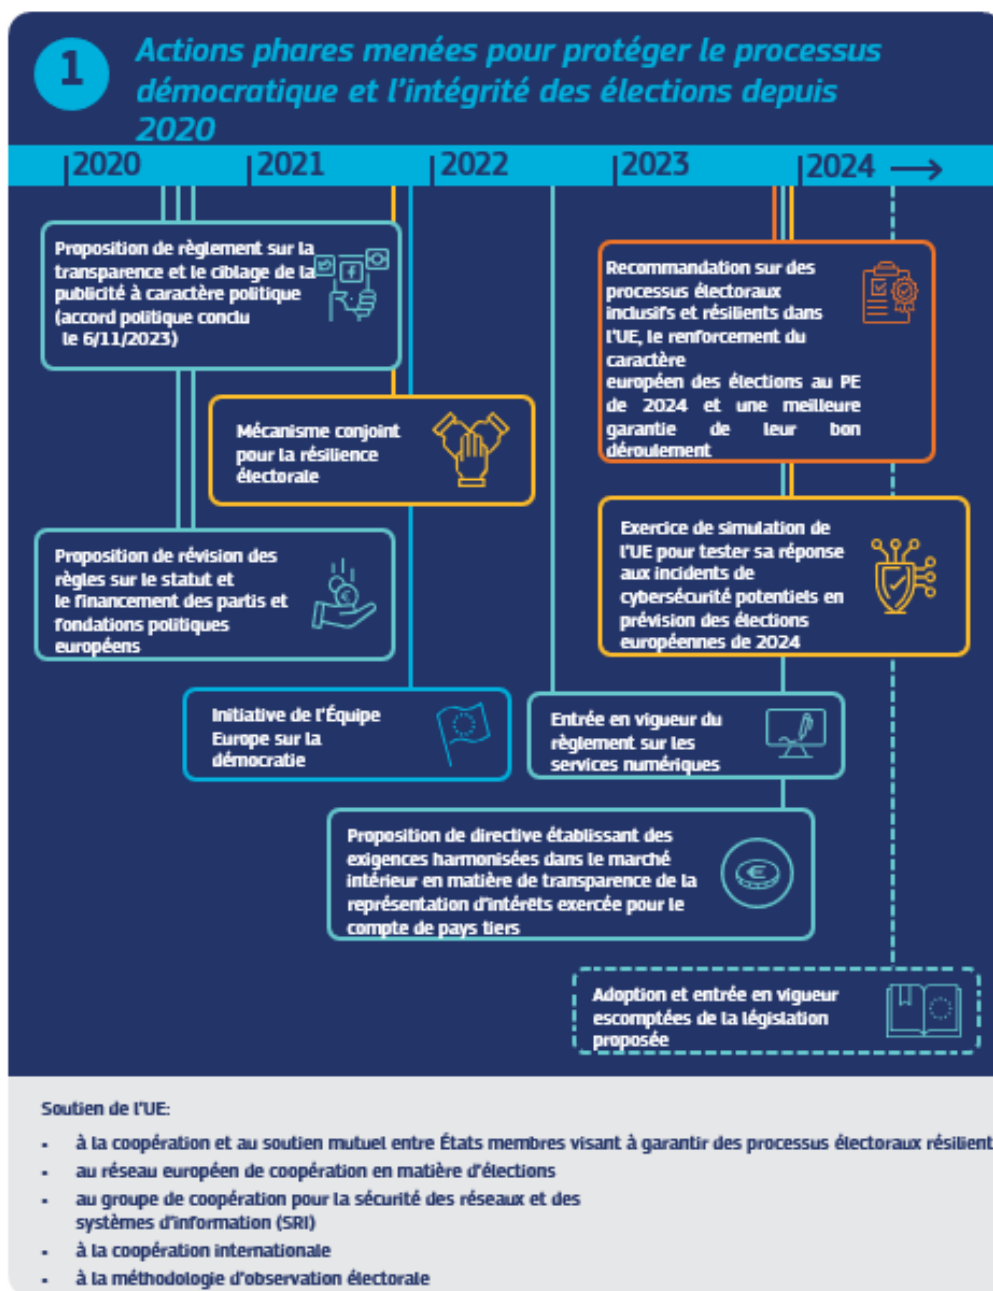 1
Actions phares menées pour protéger le processus
démocratique et l'intégrité des élections depuis
2020
2020
2021
2022
2023
2024
Proposition de règlement sur la
transparence et le ciblage de la
publicité à caractère politique
(accord politique conclu
le 6/11/2023)
Recommandation sur des
processus électoraux
inclusifs et résilients dans
l'UE, le renforcement du
caractère
européen des élections au PE
de 2024 et une meilleure
garantie de leur bon
déroulement
Mécanisme conjoint
pour la résilience
électorale
Exercice de simulation de
l'UE pour tester sa réponse
aux incidents de
cybersécurité potentiels en
prévision des élections
européennes de 2024
Proposition de révision des
règles sur le statut et
le financement des partis et
fondations politiques
européens
Initiative de l'Équipe
Europe sur la
démocratie
Entrée en vigueur du
règlement sur les
services numériques
Proposition de directive établissant des
exigences harmonisées dans le marché
intérieur en matière de transparence de la
représentation d'intérêts exercée pour le
compte de pays tiers
Adoption et entrée en vigueur
escomptées de la législation
proposée
Soutien de l'UE:
- à la coopération et au soutien mutuel entre États membres visant à garantir des processus électoraux résilient
- au réseau européen de coopération en matière d'élections
- au groupe de coopération pour la sécurité des réseaux et des
systèmes d'information (SRI)
- à la coopération internationale
- à la méthodologie d'observation électorale